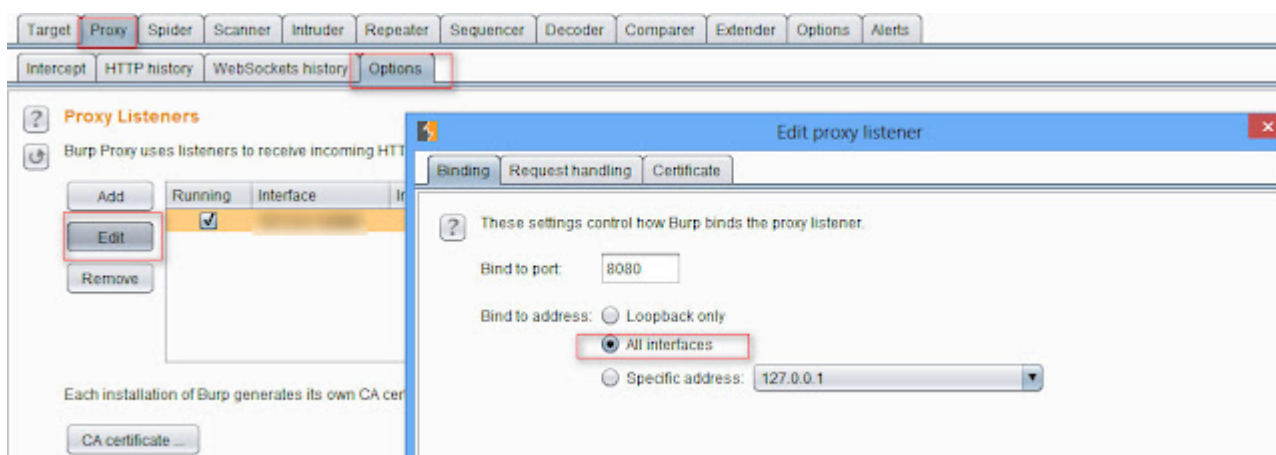 Target Proxy Spider Scanner Intruder Repeater Sequencer Decoder Comparer Extender Options Alerts
Intercept HTTP history WebSockets history Options
? Proxy Listeners
Burp Proxy uses listeners to receive incoming HTT
Add Running Interface
Edit
Remove
Each installation of Burp generates its own CA cer
CA certificate ...
Edit proxy listener
x
Binding Request handling Certificate
? These settings control how Burp binds the proxy listener.
Bind to port: 8080
Bind to address: Loopback only
All interfaces
Specific address: 127.0.0.1